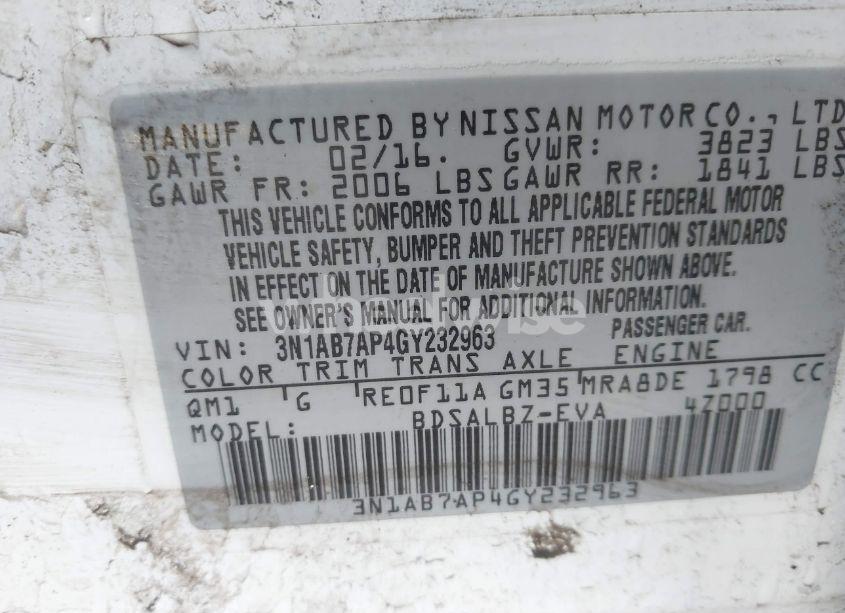 MANUFACTURED BY NISSAN MOTOR CO., LTD
DATE: 02/16. GVWR: 3823 LBS
GAWR FR: 2006 LBS GAWR RR: 1841 LBS
THIS VEHICLE CONFORMS TO ALL APPLICABLE FEDERAL MOTOR
VEHICLE SAFETY, BUMPER AND THEFT PREVENTION STANDARDS
IN EFFECT ON THE DATE OF MANUFACTURE SHOWN ABOVE.
SEE OWNER'S MANUAL FOR ADDITIONAL INFORMATION.
VIN: 3N1AB7AP4GY232963 PASSENGER CAR.
COLOR TRIM TRANS AXLE ENGINE
QM1 G RE0F11A GM35 MRA8DE 1798 CC
MODEL: BDSALBZ-EVA 4Z000
3N1AB7AP4GY232963